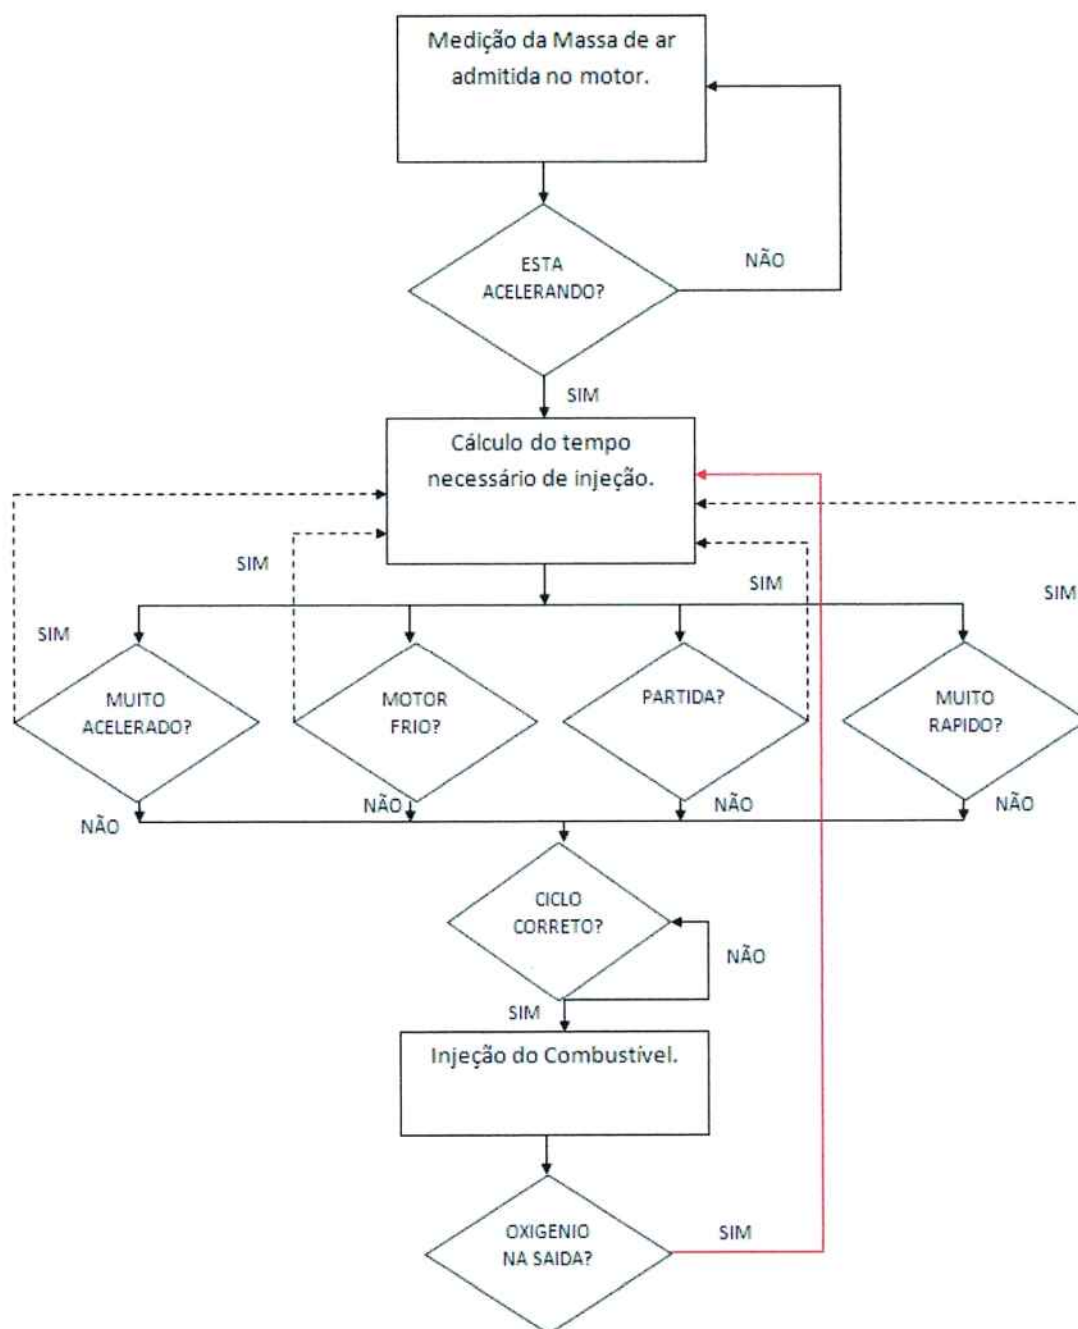 Medição da Massa de ar
admitida no motor.
NÃO
ESTA
ACELERANDO?
SIM
Cálculo do tempo
necessário de injeção.
SIM
SIM
SIM
SIM
MUITO
ACELERADO?
MOTOR
FRIO?
PARTIDA?
MUITO
RAPIDO?
NÃO
NÃO
NÃO
NÃO
CICLO
CORRETO?
NÃO
SIM
Injeção do Combustível.
OXIGENIO
NA SAIDA?
SIM